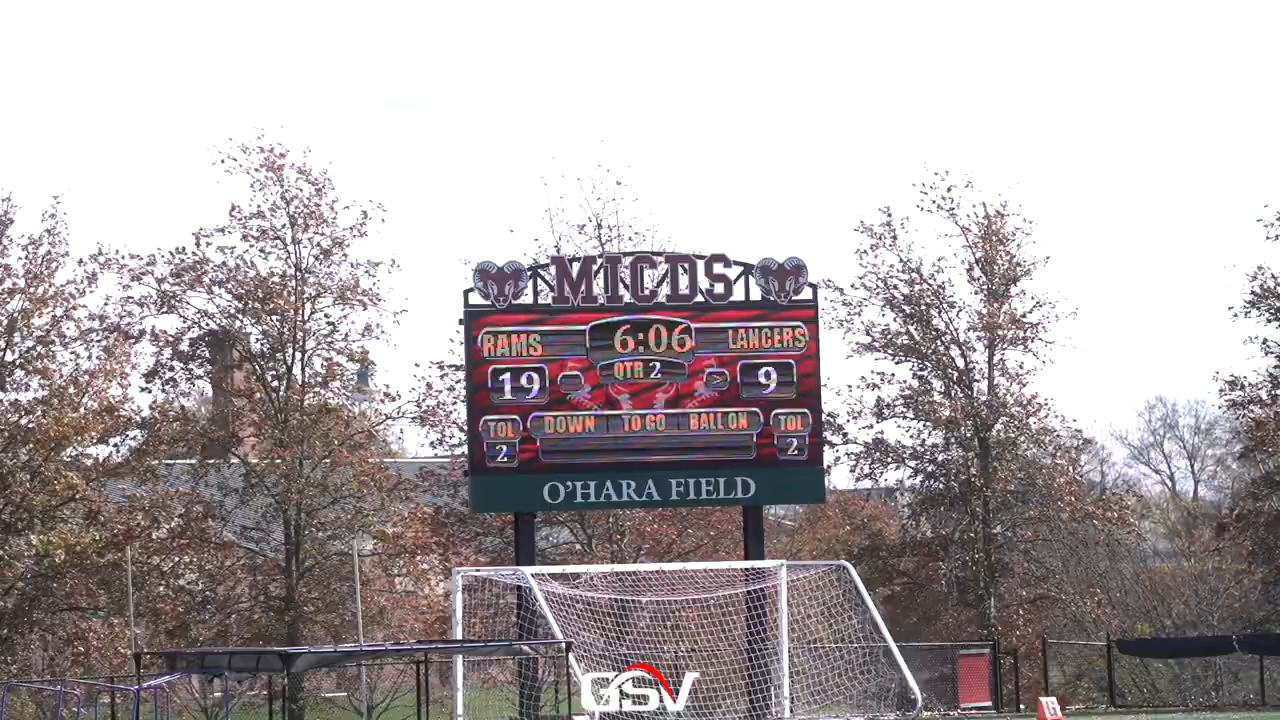 MICDS
RAMS 6:06 LANCERS
QTR 2
19 > 9
TOL DOWN TO GO BALL ON TOL
2 2
O'HARA FIELD
GSV